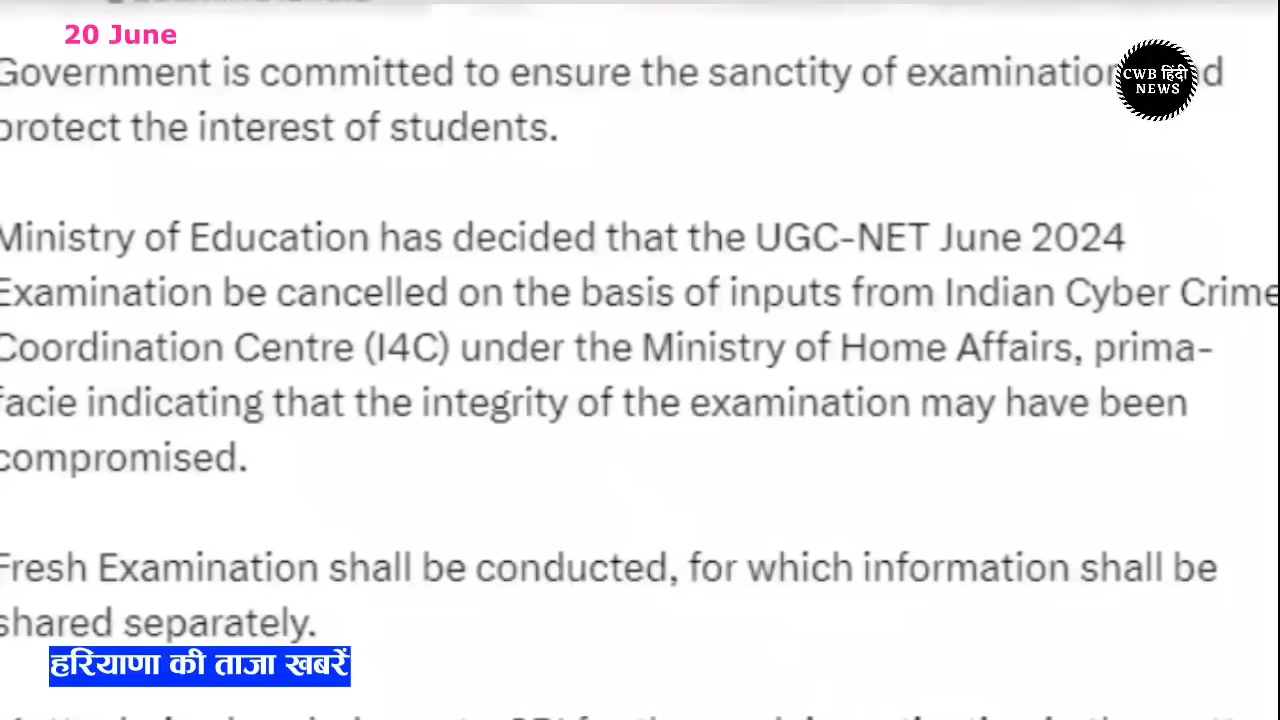 20 June
Government is committed to ensure the sanctity of examination
protect the interest of students.
CWB हिंदी
NEWS
Ministry of Education has decided that the UGC-NET June 2024
Examination be cancelled on the basis of inputs from Indian Cyber Crime
Coordination Centre (I4C) under the Ministry of Home Affairs, prima-
facie indicating that the integrity of the examination may have been
compromised.
Fresh Examination shall be conducted, for which information shall be
shared separately.
हरियाणा की ताजा खबरें